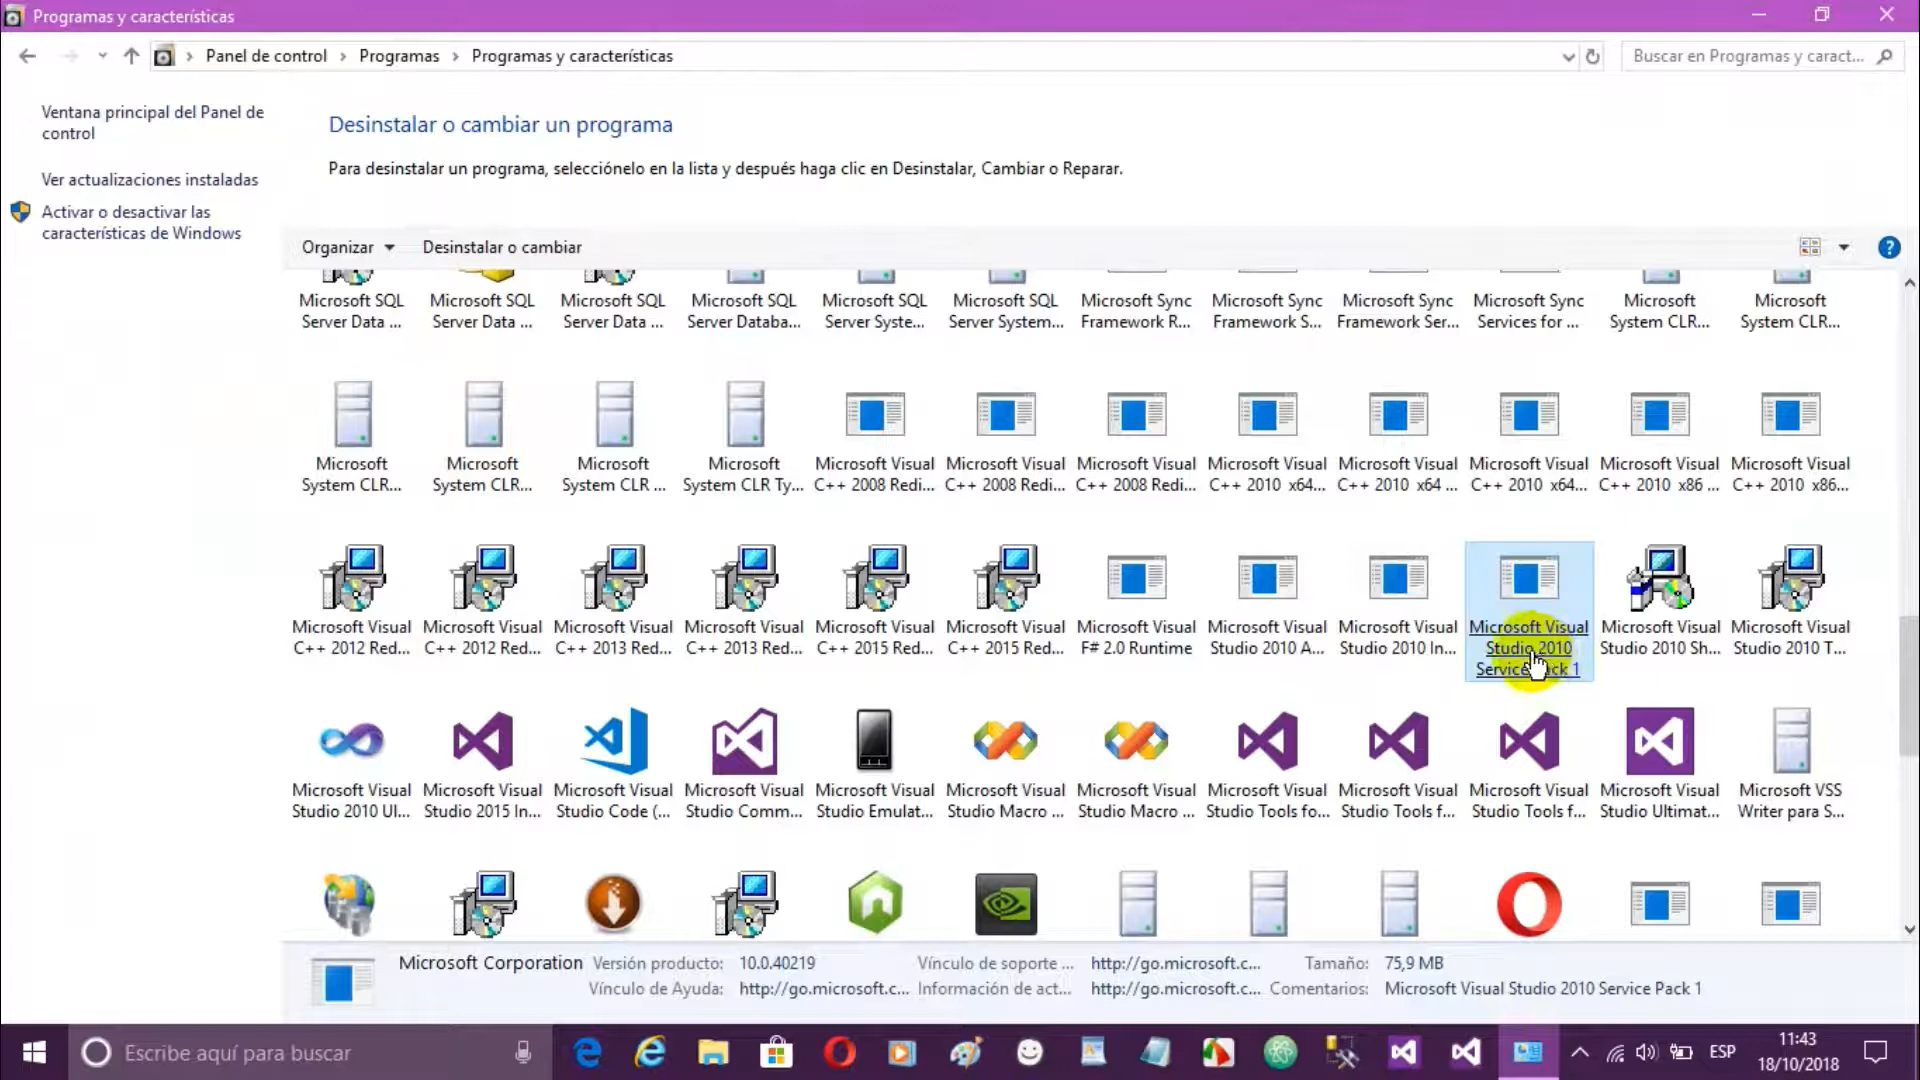 Programas y características
Panel de control > Programas > Programas y características
Buscar en Programas y caract...
Ventana principal del Panel de
control
Ver actualizaciones instaladas
Activar o desactivar las
características de Windows
Desinstalar o cambiar un programa
Para desinstalar un programa, selecciónelo en la lista y después haga clic en Desinstalar, Cambiar o Reparar.
Organizar Desinstalar o cambiar
Microsoft SQL Microsoft SQL Microsoft SQL Microsoft SQL Microsoft SQL Microsoft SQL Microsoft Sync Microsoft Sync Microsoft Sync Microsoft Sync Microsoft Microsoft
Server Data ... Server Data ... Server Data ... Server Databa... Server Syste... Server System... Framework R... Framework S... Framework Ser... Services for ... System CLR... System CLR...
Microsoft Microsoft Microsoft Microsoft Microsoft Visual Microsoft Visual Microsoft Visual Microsoft Visual Microsoft Visual Microsoft Visual Microsoft Visual Microsoft Visual
System CLR... System CLR... System CLR ... System CLR Ty... C++ 2008 Redi... C++ 2008 Redi... C++ 2008 Redi... C++ 2010 x64... C++ 2010 x64 ... C++ 2010 x64... C++ 2010 x86 ... C++ 2010 x86...
Microsoft Visual Microsoft Visual Microsoft Visual Microsoft Visual Microsoft Visual Microsoft Visual Microsoft Visual Microsoft Visual Microsoft Visual Microsoft Visual Microsoft Visual Microsoft Visual
C++ 2012 Red... C++ 2012 Red... C++ 2013 Red... C++ 2013 Red... C++ 2015 Red... C++ 2015 Red... F# 2.0 Runtime Studio 2010 A... Studio 2010 In... Studio 2010 Studio 2010 Sh... Studio 2010 T...
Service Pack 1
Microsoft Visual Microsoft Visual Microsoft Visual Microsoft Visual Microsoft Visual Microsoft Visual Microsoft Visual Microsoft Visual Microsoft Visual Microsoft Visual Microsoft Visual Microsoft VSS
Studio 2010 Ul... Studio 2015 In... Studio Code (... Studio Comm... Studio Emulat... Studio Macro ... Studio Macro ... Studio Tools fo... Studio Tools f... Studio Tools f... Studio Ultimat... Writer para S...
Microsoft Corporation Versión producto: 10.0.40219 Vínculo de soporte ... http://go.microsoft.c... Tamaño: 75,9 MB
Vínculo de Ayuda: http://go.microsoft.c... Información de act... http://go.microsoft.c... Comentarios: Microsoft Visual Studio 2010 Service Pack 1
Escribe aquí para buscar
ESP
11:43
18/10/2018